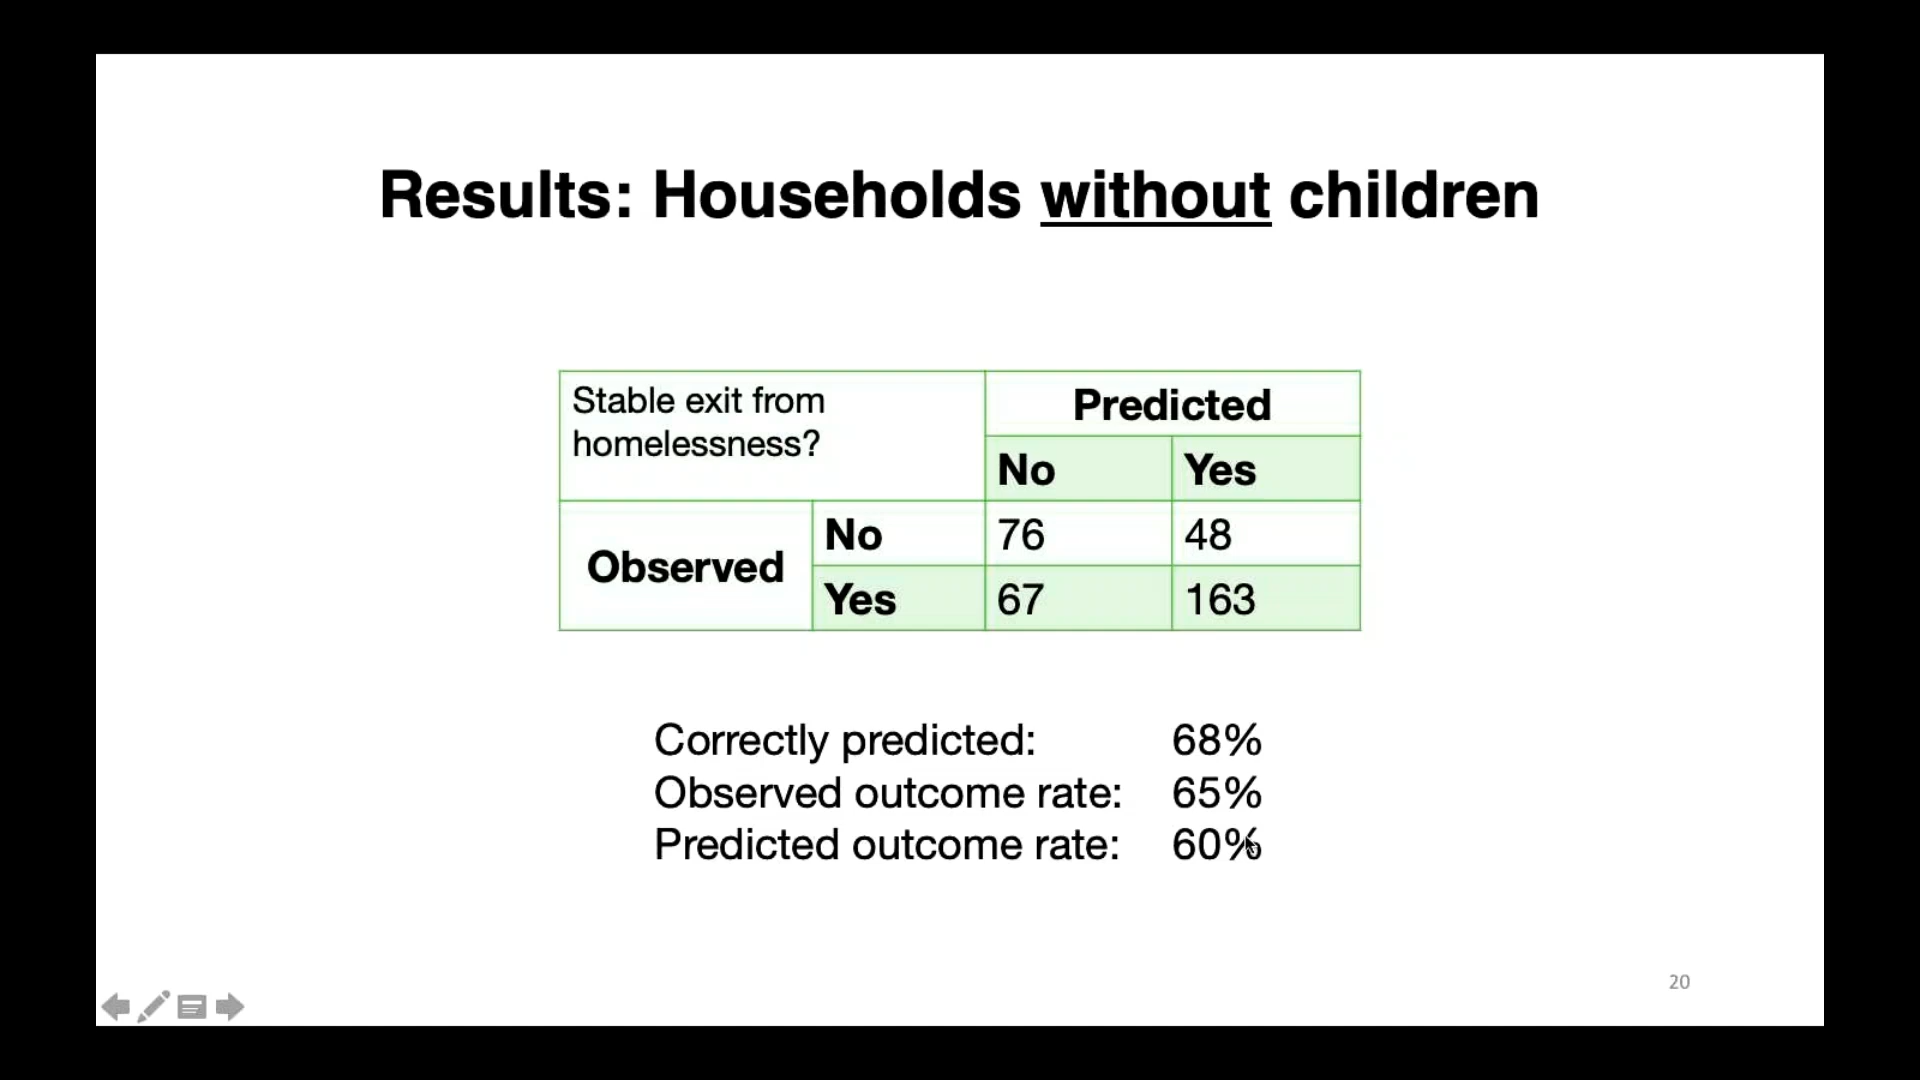 Results: Households without children
Stable exit from
homelessness?
Predicted
No Yes
Observed
No 76 48
Yes 67 163
Correctly predicted: 68%
Observed outcome rate: 65%
Predicted outcome rate: 60%
20